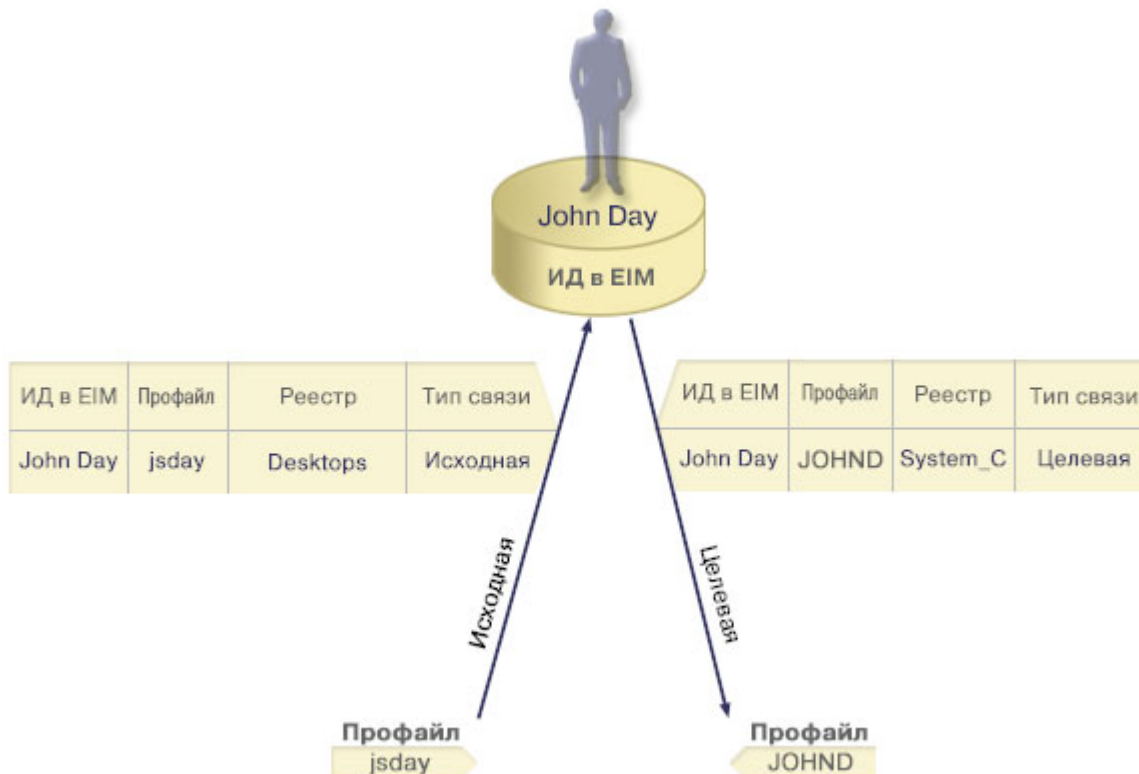 John Day
ИД в EIM
ИД в EIM Профайл Реестр Тип связи
John Day jsday Desktops Исходная
ИД в EIM Профайл Реестр Тип связи
John Day JOHND System_C Целевая
Исходная
Целевая
Профайл
jsday
Профайл
JOHND